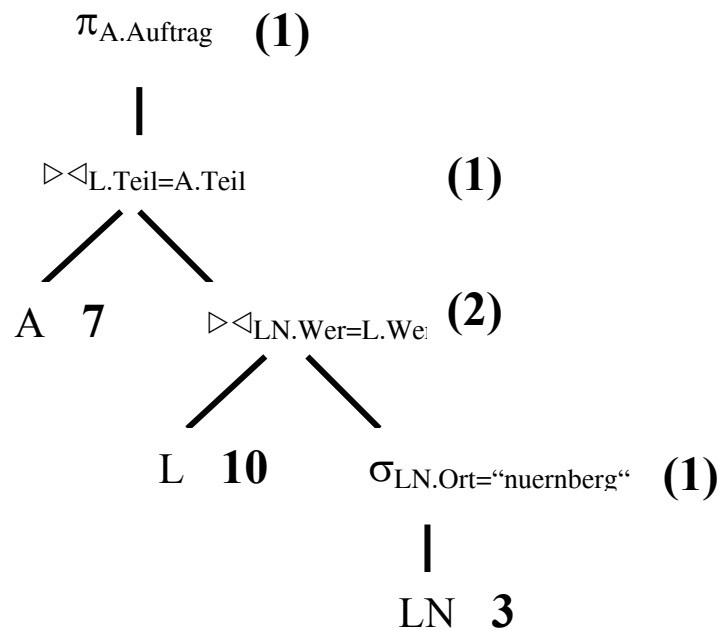 πA.Auftrag (1)
▷◁L.Teil=A.Teil (1)
A 7 ▷◁LN.Wer=L.Wer (2)
L 10 σLN.Ort=“nuernberg“ (1)
LN 3